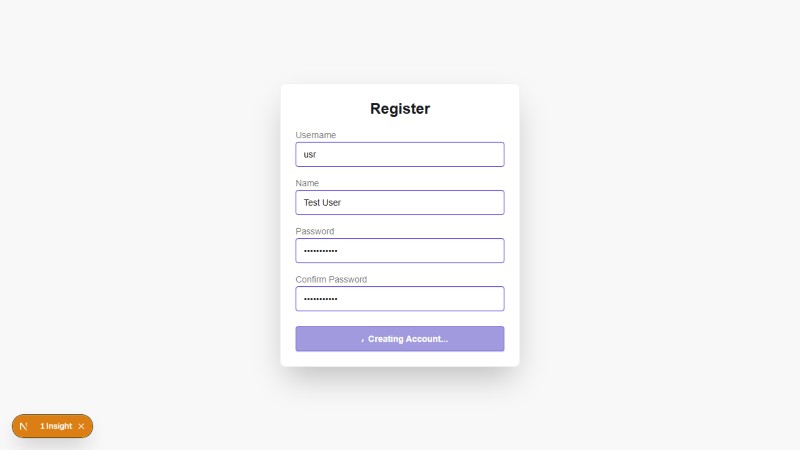 Register
Username
usr
Name
Test User
Password
•••••••••••
Confirm Password
•••••••••••
Creating Account...
N 1 Insight ×